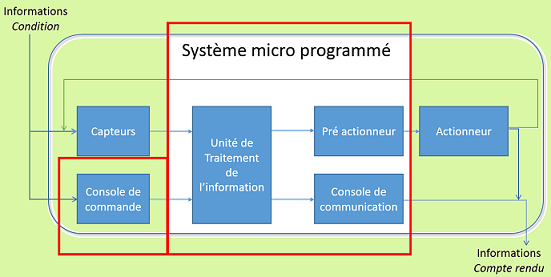 Informations
Condition
Système micro programmé
Capteurs
Unité de
Traitement
de
l'information
Pré actionneur
Actionneur
Console de
commande
Console de
communication
Informations
Compte rendu